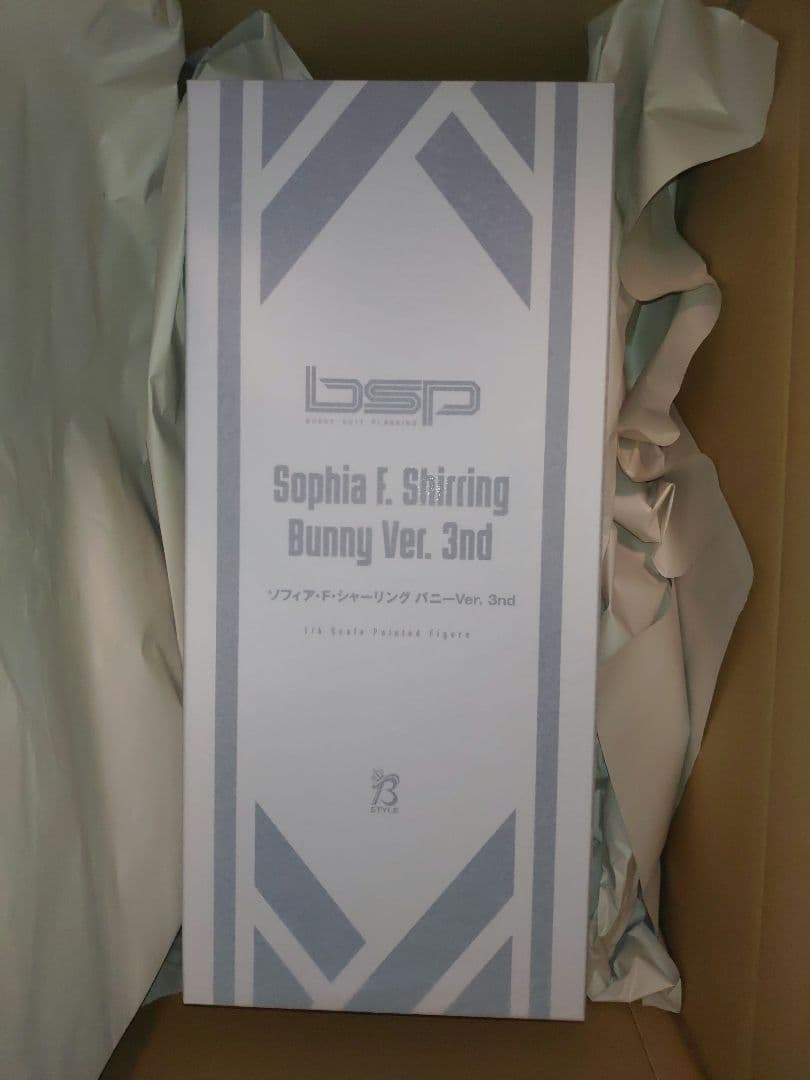 bsp
BUNNY SUIT PLANNING
Sophia F. Shirring
Bunny Ver. 3nd
ソフィア・F・シャーリング バニーVer. 3nd
1/4 Scale Painted Figure
B
STYLE